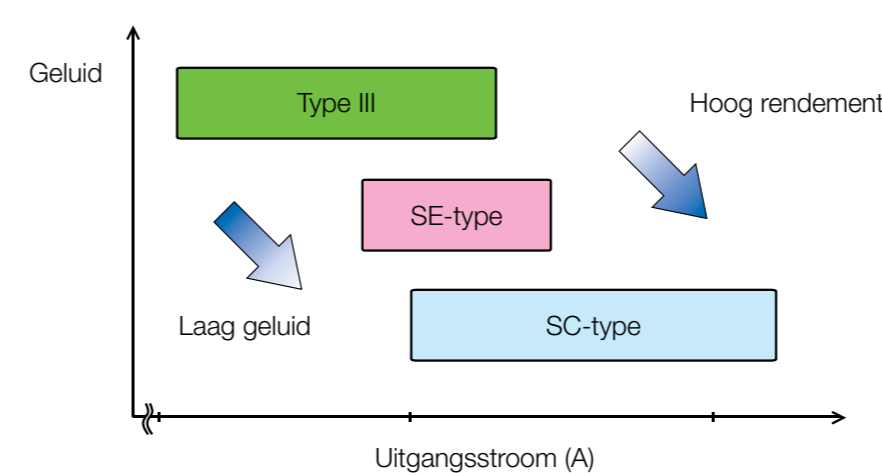 Geluid
Type III
Hoog rendement
SE-type
Laag geluid
SC-type
Uitgangsstroom (A)